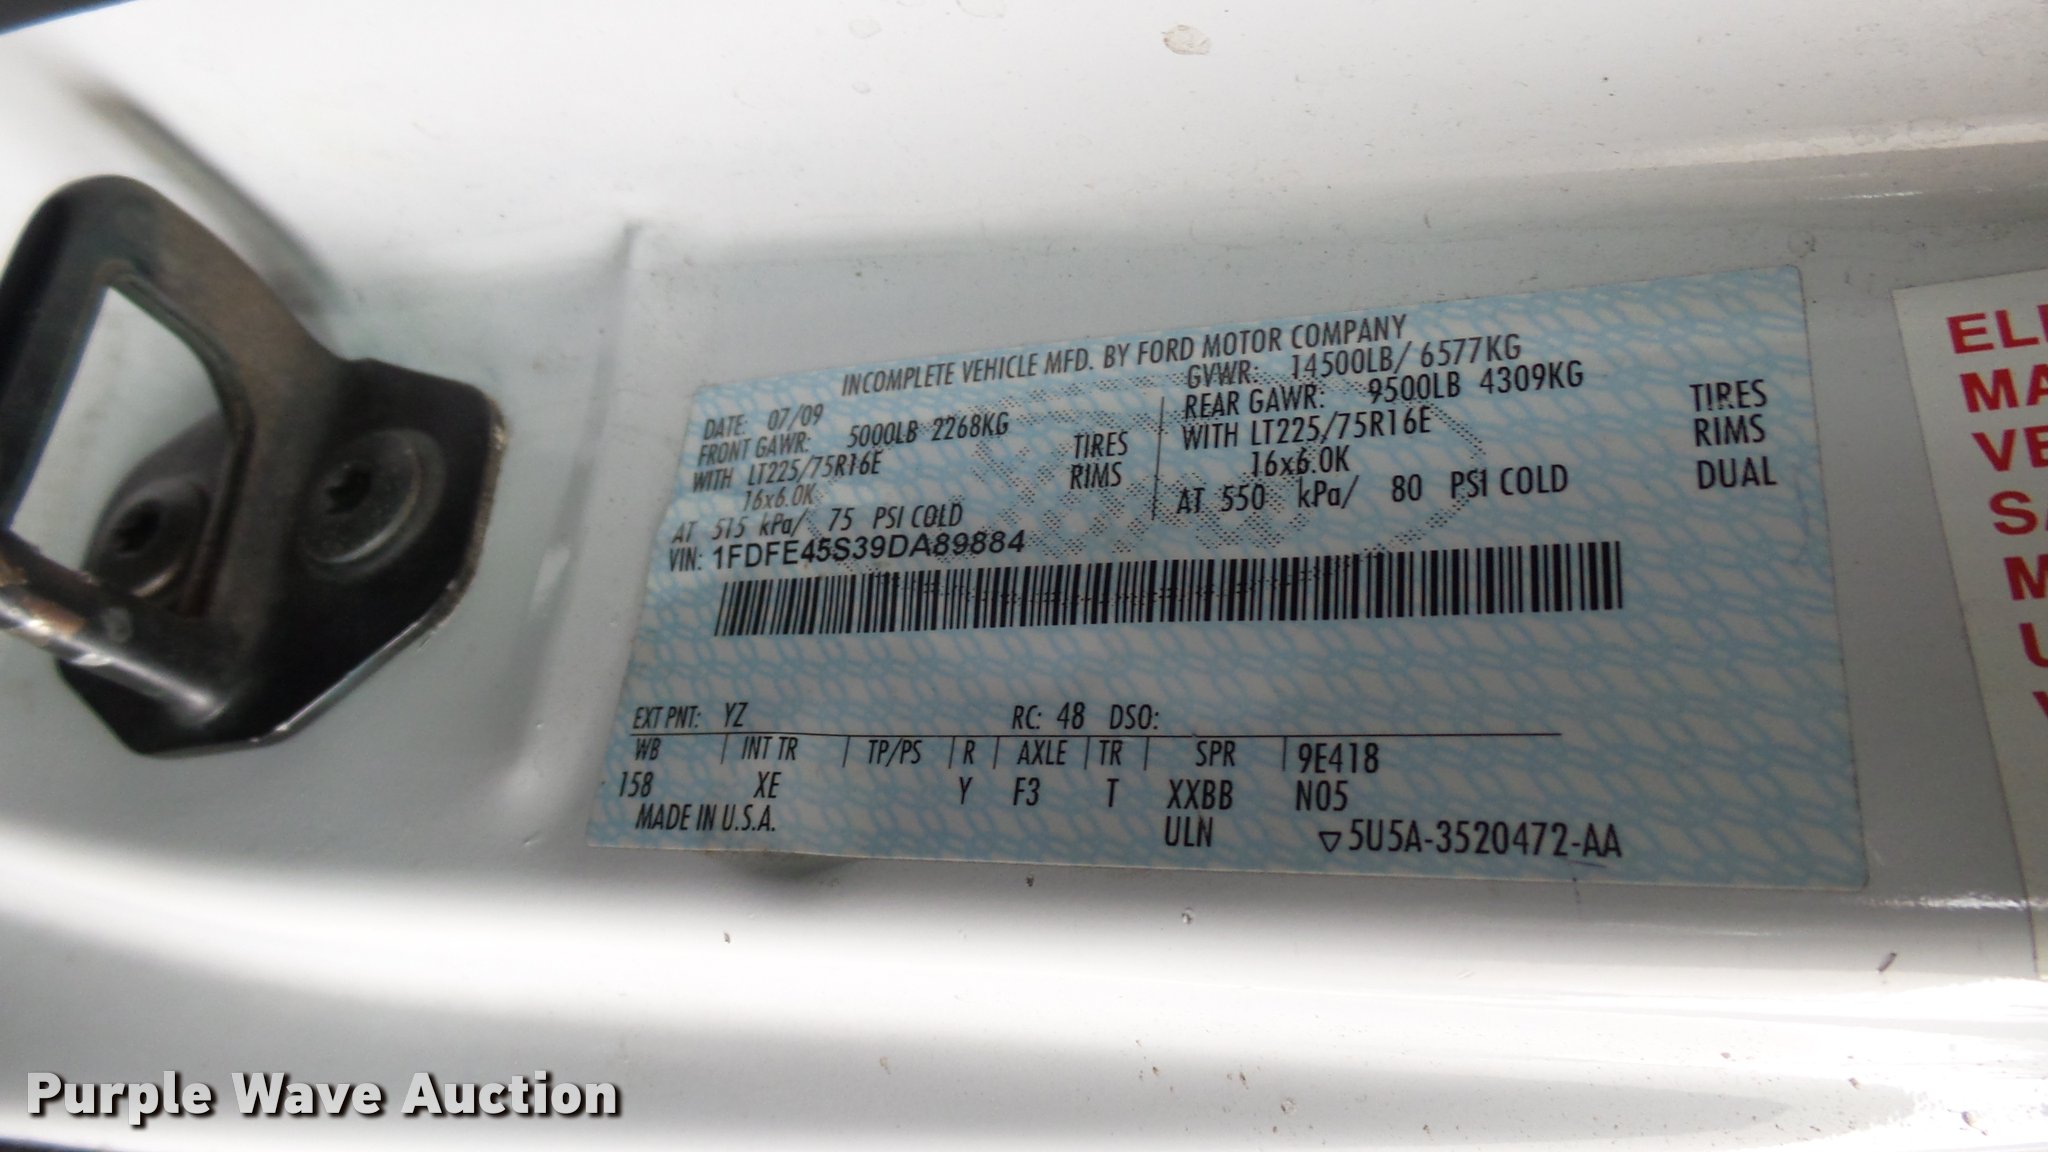 INCOMPLETE VEHICLE MFD. BY FORD MOTOR COMPANY
DATE: 07/09 GVWR: 14500LB/ 6577KG
FRONT GAWR: 5000LB 2268KG REAR GAWR: 9500LB 4309KG
WITH LT225/75R16E TIRES WITH LT225/75R16E TIRES
16x6.0K RIMS 16x6.0K RIMS
AT 515 kPa/ 75 PSI COLD AT 550 kPa/ 80 PSI COLD DUAL
VIN: 1FDFE45S39DA89884
EXT PNT: YZ RC: 48 DSO:
WB | INT TR | TP/PS | R | AXLE | TR | SPR | 9E418
158 XE Y F3 T XXBB N05
MADE IN U.S.A. ULN ▽5U5A-3520472-AA
Purple Wave Auction